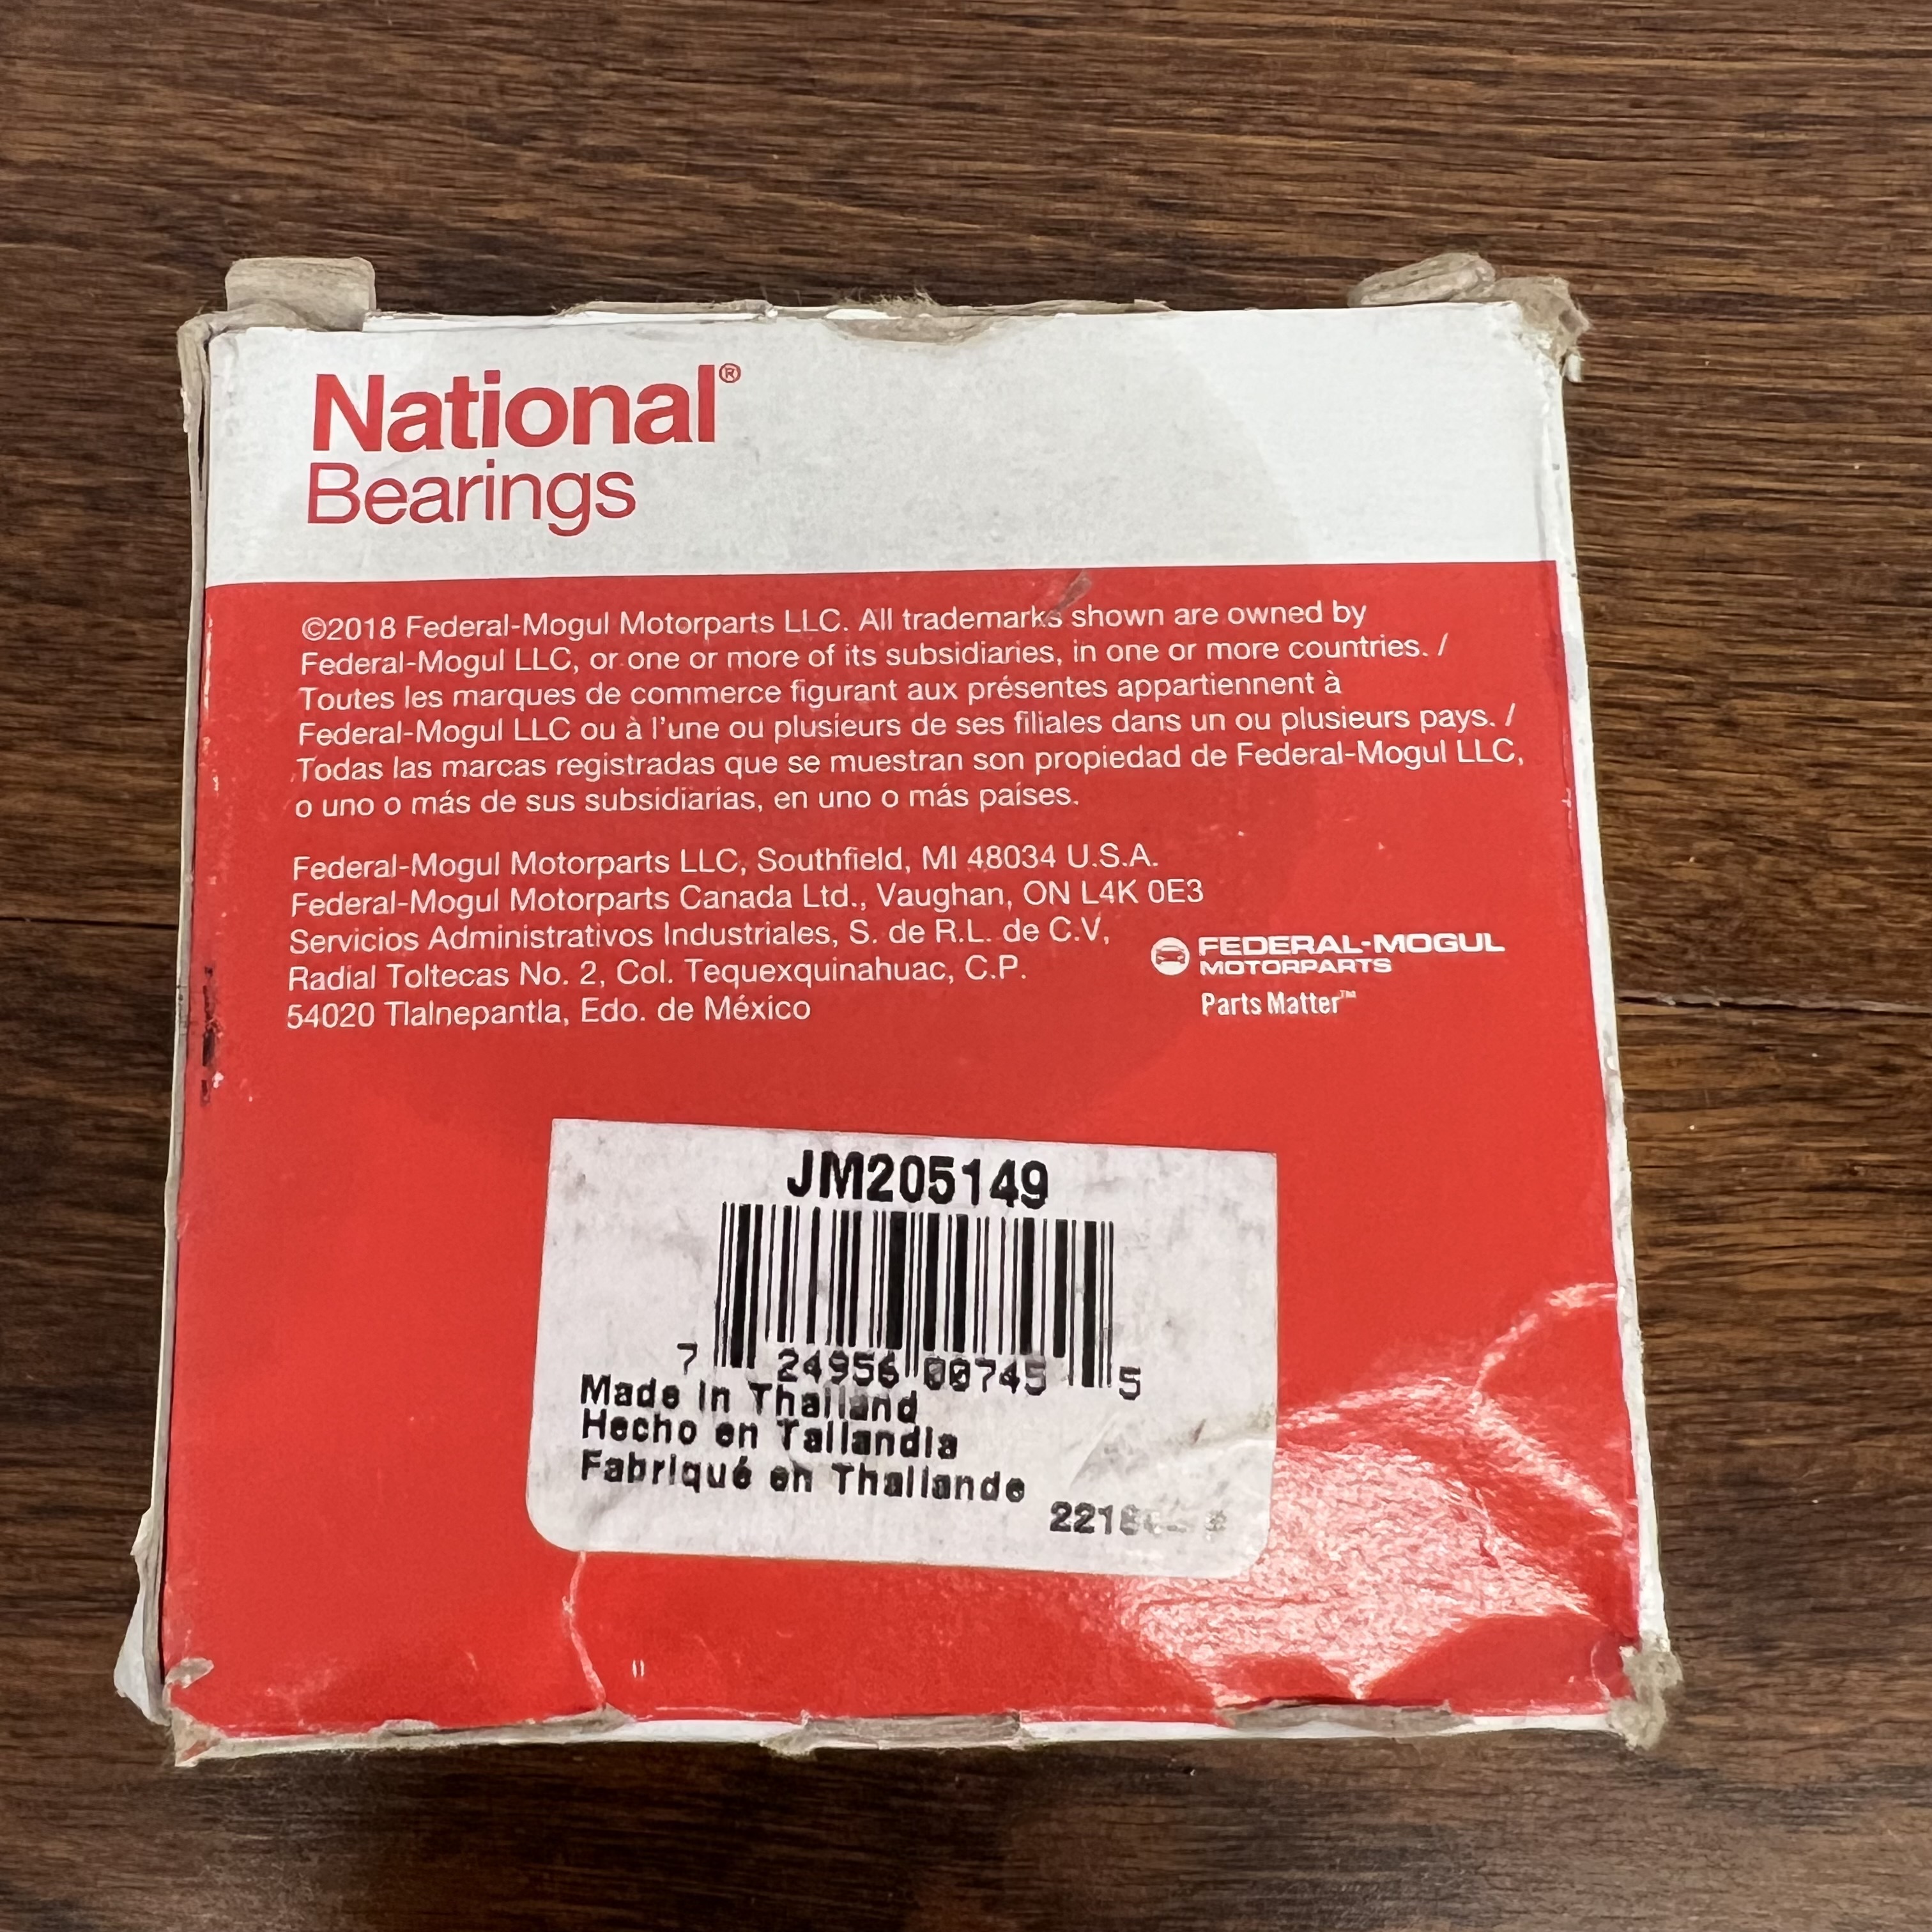 National®
Bearings
©2018 Federal-Mogul Motorparts LLC. All trademarks shown are owned by
Federal-Mogul LLC, or one or more of its subsidiaries, in one or more countries. /
Toutes les marques de commerce figurant aux présentes appartiennent à
Federal-Mogul LLC ou à l'une ou plusieurs de ses filiales dans un ou plusieurs pays. /
Todas las marcas registradas que se muestran son propiedad de Federal-Mogul LLC,
o uno o más de sus subsidiarias, en uno o más países.
Federal-Mogul Motorparts LLC, Southfield, MI 48034 U.S.A.
Federal-Mogul Motorparts Canada Ltd., Vaughan, ON L4K 0E3
Servicios Administrativos Industriales, S. de R.L. de C.V,
Radial Toltecas No. 2, Col. Tequexquinahuac, C.P.
54020 Tlalnepantla, Edo. de México
FEDERAL-MOGUL
MOTORPARTS
Parts Matter™
JM205149
7 24956 00745 5
Made In Thailand
Hecho en Tailandia
Fabriqué en Thaïlande